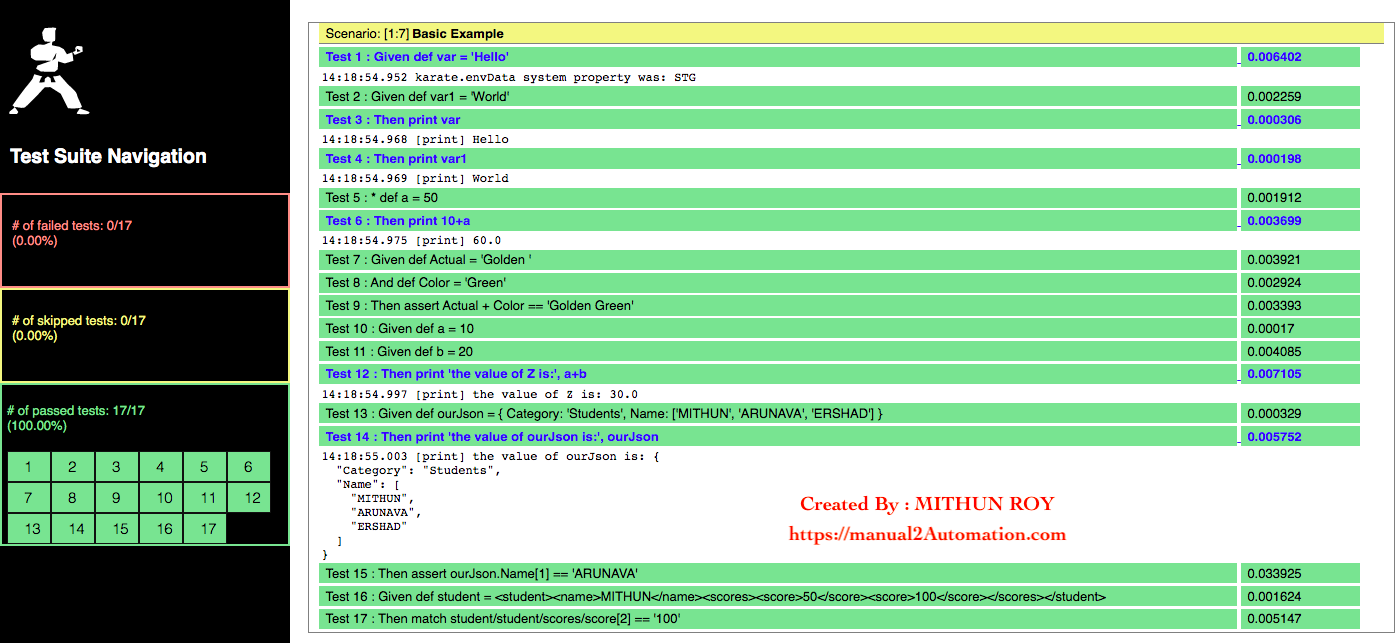 Test Suite Navigation
# of failed tests: 0/17
(0.00%)
# of skipped tests: 0/17
(0.00%)
# of passed tests: 17/17
(100.00%)
1 2 3 4 5 6
7 8 9 10 11 12
13 14 15 16 17
Scenario: [1:7] Basic Example
Test 1 : Given def var = 'Hello' 0.006402
14:18:54.952 karate.envData system property was: STG
Test 2 : Given def var1 = 'World' 0.002259
Test 3 : Then print var 0.000306
14:18:54.968 [print] Hello
Test 4 : Then print var1 0.000198
14:18:54.969 [print] World
Test 5 : * def a = 50 0.001912
Test 6 : Then print 10+a 0.003699
14:18:54.975 [print] 60.0
Test 7 : Given def Actual = 'Golden ' 0.003921
Test 8 : And def Color = 'Green' 0.002924
Test 9 : Then assert Actual + Color == 'Golden Green' 0.003393
Test 10 : Given def a = 10 0.00017
Test 11 : Given def b = 20 0.004085
Test 12 : Then print 'the value of Z is:', a+b 0.007105
14:18:54.997 [print] the value of Z is: 30.0
Test 13 : Given def ourJson = { Category: 'Students', Name: ['MITHUN', 'ARUNAVA', 'ERSHAD'] } 0.000329
Test 14 : Then print 'the value of ourJson is:', ourJson 0.005752
14:18:55.003 [print] the value of ourJson is: {
"Category": "Students",
"Name": [
"MITHUN",
"ARUNAVA",
"ERSHAD"
]
}
Created By : MITHUN ROY
https://manual2Automation.com
Test 15 : Then assert ourJson.Name[1] == 'ARUNAVA' 0.033925
Test 16 : Given def student = <student><name>MITHUN</name><scores><score>50</score><score>100</score></scores></student> 0.001624
Test 17 : Then match student/student/scores/score[2] == '100' 0.005147